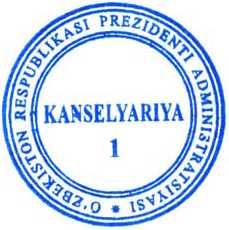 O'ZBEKISTON RESPUBLIKASI PREZIDENTI ADMINISTRATSIYASI
KANSELYARIYA
1